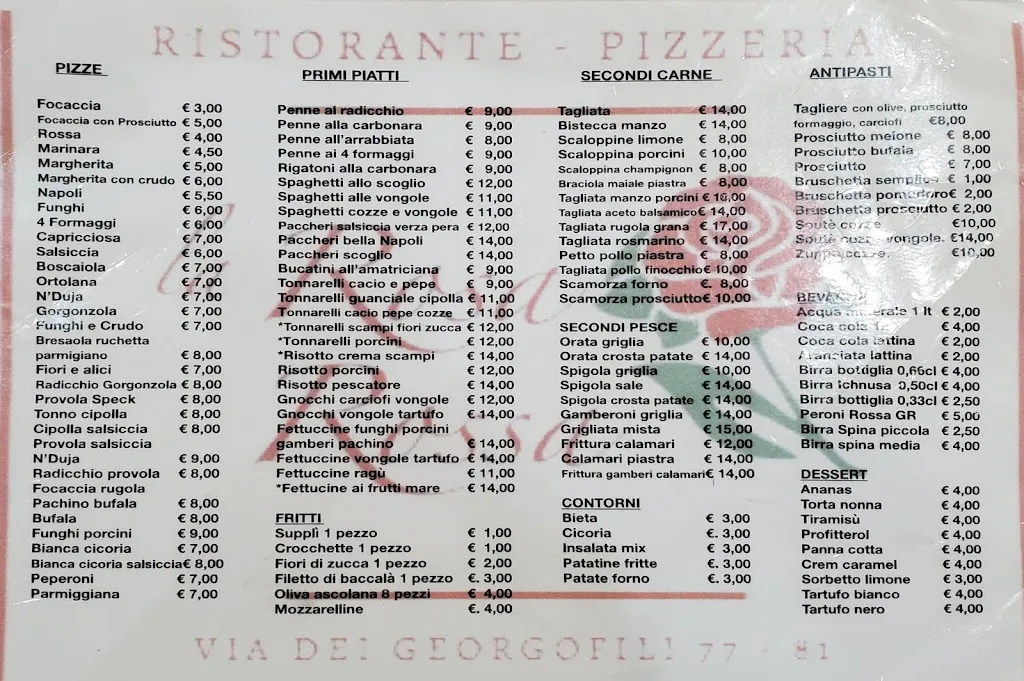 RISTORANTE - PIZZERIA
PIZZE
Focaccia € 3,00
Focaccia con Prosciutto € 5,00
Rossa € 4,00
Marinara € 4,50
Margherita € 5,00
Margherita con crudo € 6,00
Napoli € 5,50
Funghi € 6,00
4 Formaggi € 6,00
Capricciosa € 7,00
Salsiccia € 6,00
Boscaiola € 7,00
Ortolana € 7,00
N'Duja € 7,00
Gorgonzola € 7,00
Funghi e Crudo € 7,00
Bresaola ruchetta
parmigiano € 8,00
Fiori e alici € 7,00
Radicchio Gorgonzola € 8,00
Provola Speck € 8,00
Tonno cipolla € 8,00
Cipolla salsiccia € 8,00
Provola salsiccia
N'Duja € 9,00
Radicchio provola € 8,00
Focaccia rugola
Pachino bufala € 8,00
Bufala € 8,00
Funghi porcini € 9,00
Bianca cicoria € 7,00
Bianca cicoria salsiccia € 8,00
Peperoni € 7,00
Parmiggiana € 7,00
PRIMI PIATTI
Penne al radicchio € 9,00
Penne alla carbonara € 9,00
Penne all'arrabbiata € 8,00
Penne ai 4 formaggi € 9,00
Rigatoni alla carbonara € 9,00
Spaghetti allo scoglio € 12,00
Spaghetti alle vongole € 11,00
Spaghetti cozze e vongole € 11,00
Paccheri salsiccia verza pera € 12,00
Paccheri bella Napoli € 14,00
Paccheri scoglio € 14,00
Bucatini all'amatriciana € 9,00
Tonnarelli cacio e pepe € 9,00
Tonnarelli guanciale cipolla € 11,00
Tonnarelli cacio pepe cozze € 11,00
*Tonnarelli scampi fiori zucca € 12,00
*Tonnarelli porcini € 12,00
*Risotto crema scampi € 14,00
Risotto porcini € 12,00
Risotto pescatore € 14,00
Gnocchi carciofi vongole € 12,00
Gnocchi vongole tartufo € 14,00
Fettuccine funghi porcini
gamberi pachino € 14,00
Fettuccine vongole tartufo € 14,00
Fettuccine ragù € 11,00
*Fettucine ai frutti mare € 14,00
FRITTI
Supplì 1 pezzo € 1,00
Crocchette 1 pezzo € 1,00
Fiori di zucca 1 pezzo € 2,00
Filetto di baccalà 1 pezzo €. 3,00
Oliva ascolana 8 pezzi €. 4,00
Mozzarelline €. 4,00
SECONDI CARNE
Tagliata € 14,00
Bistecca manzo € 14,00
Scaloppine limone € 8,00
Scaloppina porcini € 10,00
Scaloppina champignon € 8,00
Braciola maiale piastra € 8,00
Tagliata manzo porcini € 16,00
Tagliata aceto balsamico € 14,00
Tagliata rugola grana € 17,00
Tagliata rosmarino € 14,00
Petto pollo piastra € 8,00
Tagliata pollo finocchio € 10,00
Scamorza forno €. 8,00
Scamorza prosciutto € 10,00
SECONDI PESCE
Orata griglia € 10,00
Orata crosta patate € 14,00
Spigola griglia € 10,00
Spigola sale € 14,00
Spigola crosta patate € 14,00
Gamberoni griglia € 14,00
Grigliata mista € 15,00
Frittura calamari € 12,00
Calamari piastra € 14,00
Frittura gamberi calamari € 14,00
CONTORNI
Bieta € 3,00
Cicoria €. 3,00
Insalata mix € 3,00
Patatine fritte €. 3,00
Patate forno €. 3,00
ANTIPASTI
Tagliere con olive, prosciutto
formaggio, carciofi €8,00
Prosciutto melone € 8,00
Prosciutto bufala € 8,00
Prosciutto € 7,00
Bruschetta semplice € 1,00
Bruschetta pomodoro € 2,00
Bruschetta prosciutto € 2,00
Soutè cozze €10,00
Soutè cozze vongole. €14,00
Zuppa cozze. €10,00
BEVANDE
Acqua minerale 1 lt € 2,00
Coca cola € 4,00
Coca cola lattina € 2,00
Aranciata lattina € 2,00
Birra bottiglia 0,66cl € 4,00
Birra Ichnusa 0,50cl € 4,00
Birra bottiglia 0,33cl € 2,50
Peroni Rossa GR € 5,00
Birra Spina piccola € 2,50
Birra spina media € 4,00
DESSERT
Ananas € 4,00
Torta nonna € 4,00
Tiramisù € 4,00
Profitterol € 4,00
Panna cotta € 4,00
Crem caramel € 4,00
Sorbetto limone € 3,00
Tartufo bianco € 4,00
Tartufo nero € 4,00
la Rosa
Rossa
VIA DEI GEORGOFILI 77 - 81